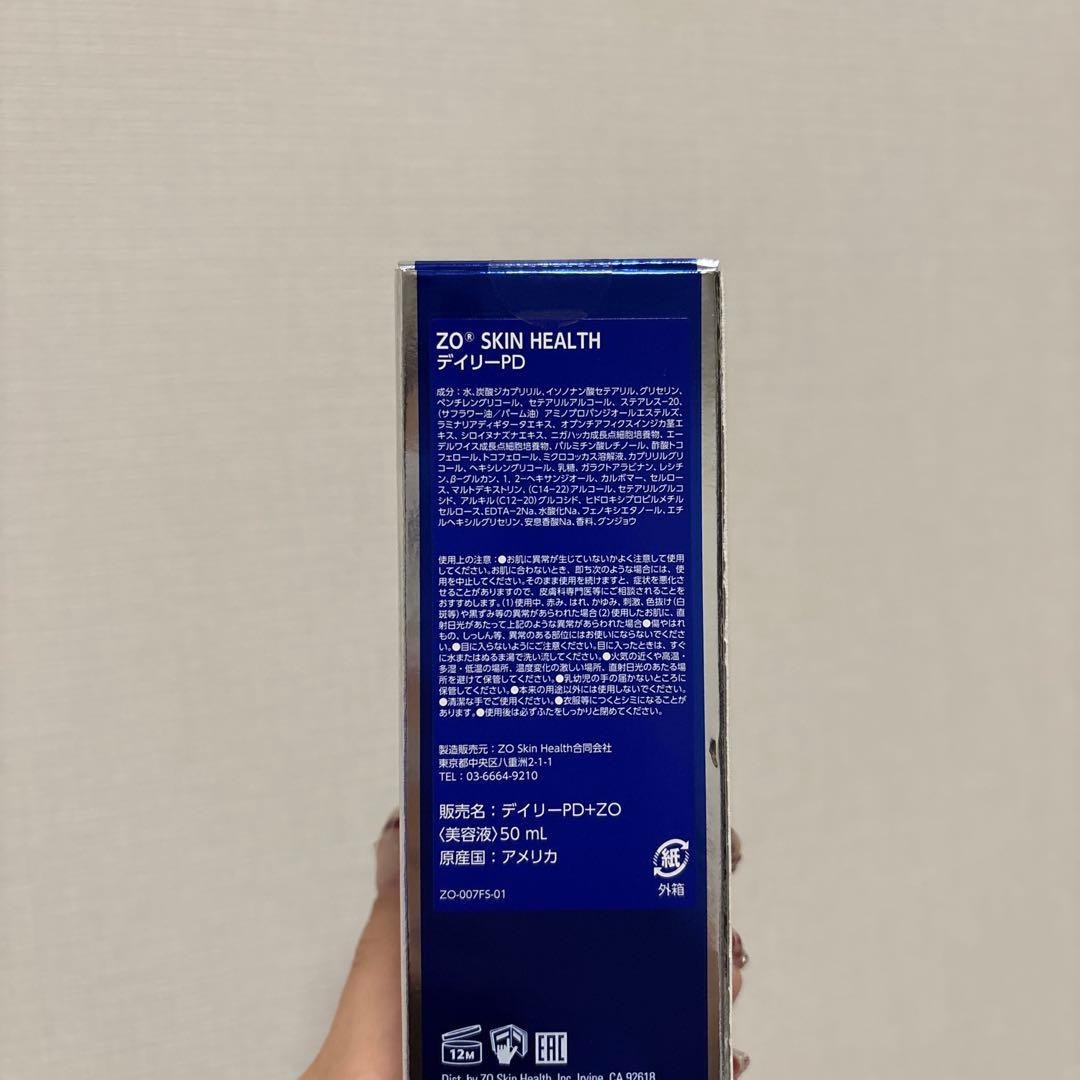 ZO® SKIN HEALTH
デイリーPD
成分：水、炭酸ジカプリリル、イソノナン酸セテアリル、グリセリン、
ペンチレングリコール、セテアリルアルコール、ステアレス-20、
(サフラワー油／パーム油) アミノプロパンジオールエステルズ、
ラミナリアディギタータエキス、オプンチアフィクスインジカ茎エ
キス、シロイヌナズナエキス、ニガハッカ成長点細胞培養物、エー
デルワイス成長点細胞培養物、パルミチン酸レチノール、酢酸トコ
フェロール、トコフェロール、ミクロコッカス溶解液、カプリリルグリ
コール、ヘキシレングリコール、乳糖、ガラクトアラビナン、レシチ
ン、β-グルカン、1, 2-ヘキサンジオール、カルボマー、セルロー
ス、マルトデキストリン、(C14-22)アルコール、セテアリルグルコ
シド、アルキル(C12-20)グルコシド、ヒドロキシプロピルメチル
セルロース、EDTA-2Na、水酸化Na、フェノキシエタノール、エチ
ルヘキシルグリセリン、安息香酸Na、香料、グンジョウ
使用上の注意：●お肌に異常が生じていないかよく注意して使用
してください。お肌に合わないとき、即ち次のような場合には、使
用を中止してください。そのまま使用を続けますと、症状を悪化さ
せることがありますので、皮膚科専門医等にご相談されることを
おすすめします。(1)使用中、赤み、はれ、かゆみ、刺激、色抜け(白
斑等)や黒ずみ等の異常があらわれた場合(2)使用したお肌に、直
射日光があたって上記のような異常があらわれた場合●傷やはれ
もの、しっしん等、異常のある部位にはお使いにならないでくださ
い。●目に入らないようにご注意ください。目に入ったときは、すぐ
に水またはぬるま湯で洗い流してください。●火気の近くや高温・
多湿・低温の場所、温度変化の激しい場所、直射日光のあたる場
所を避けて保管してください。●乳幼児の手の届かないところに
保管してください。●本来の用途以外には使用しないでください。
●清潔な手でご使用ください。●衣服等につくとシミになることが
あります。●使用後は必ずふたをしっかりと閉めてください。
製造販売元：ZO Skin Health合同会社
東京都中央区八重洲2-1-1
TEL：03-6664-9210
販売名：デイリーPD+ZO
〈美容液〉50 mL
原産国：アメリカ
紙
外箱
ZO-007FS-01
12M
EAC
Dist. by ZO Skin Health, Inc. Irvine, CA 92618